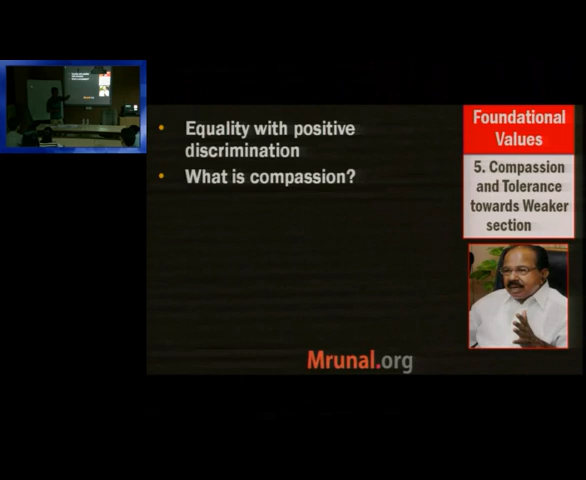 Equality with positive
discrimination
What is compassion?
Foundational
Values
5. Compassion
and Tolerance
towards Weaker
section
Mrunal.org